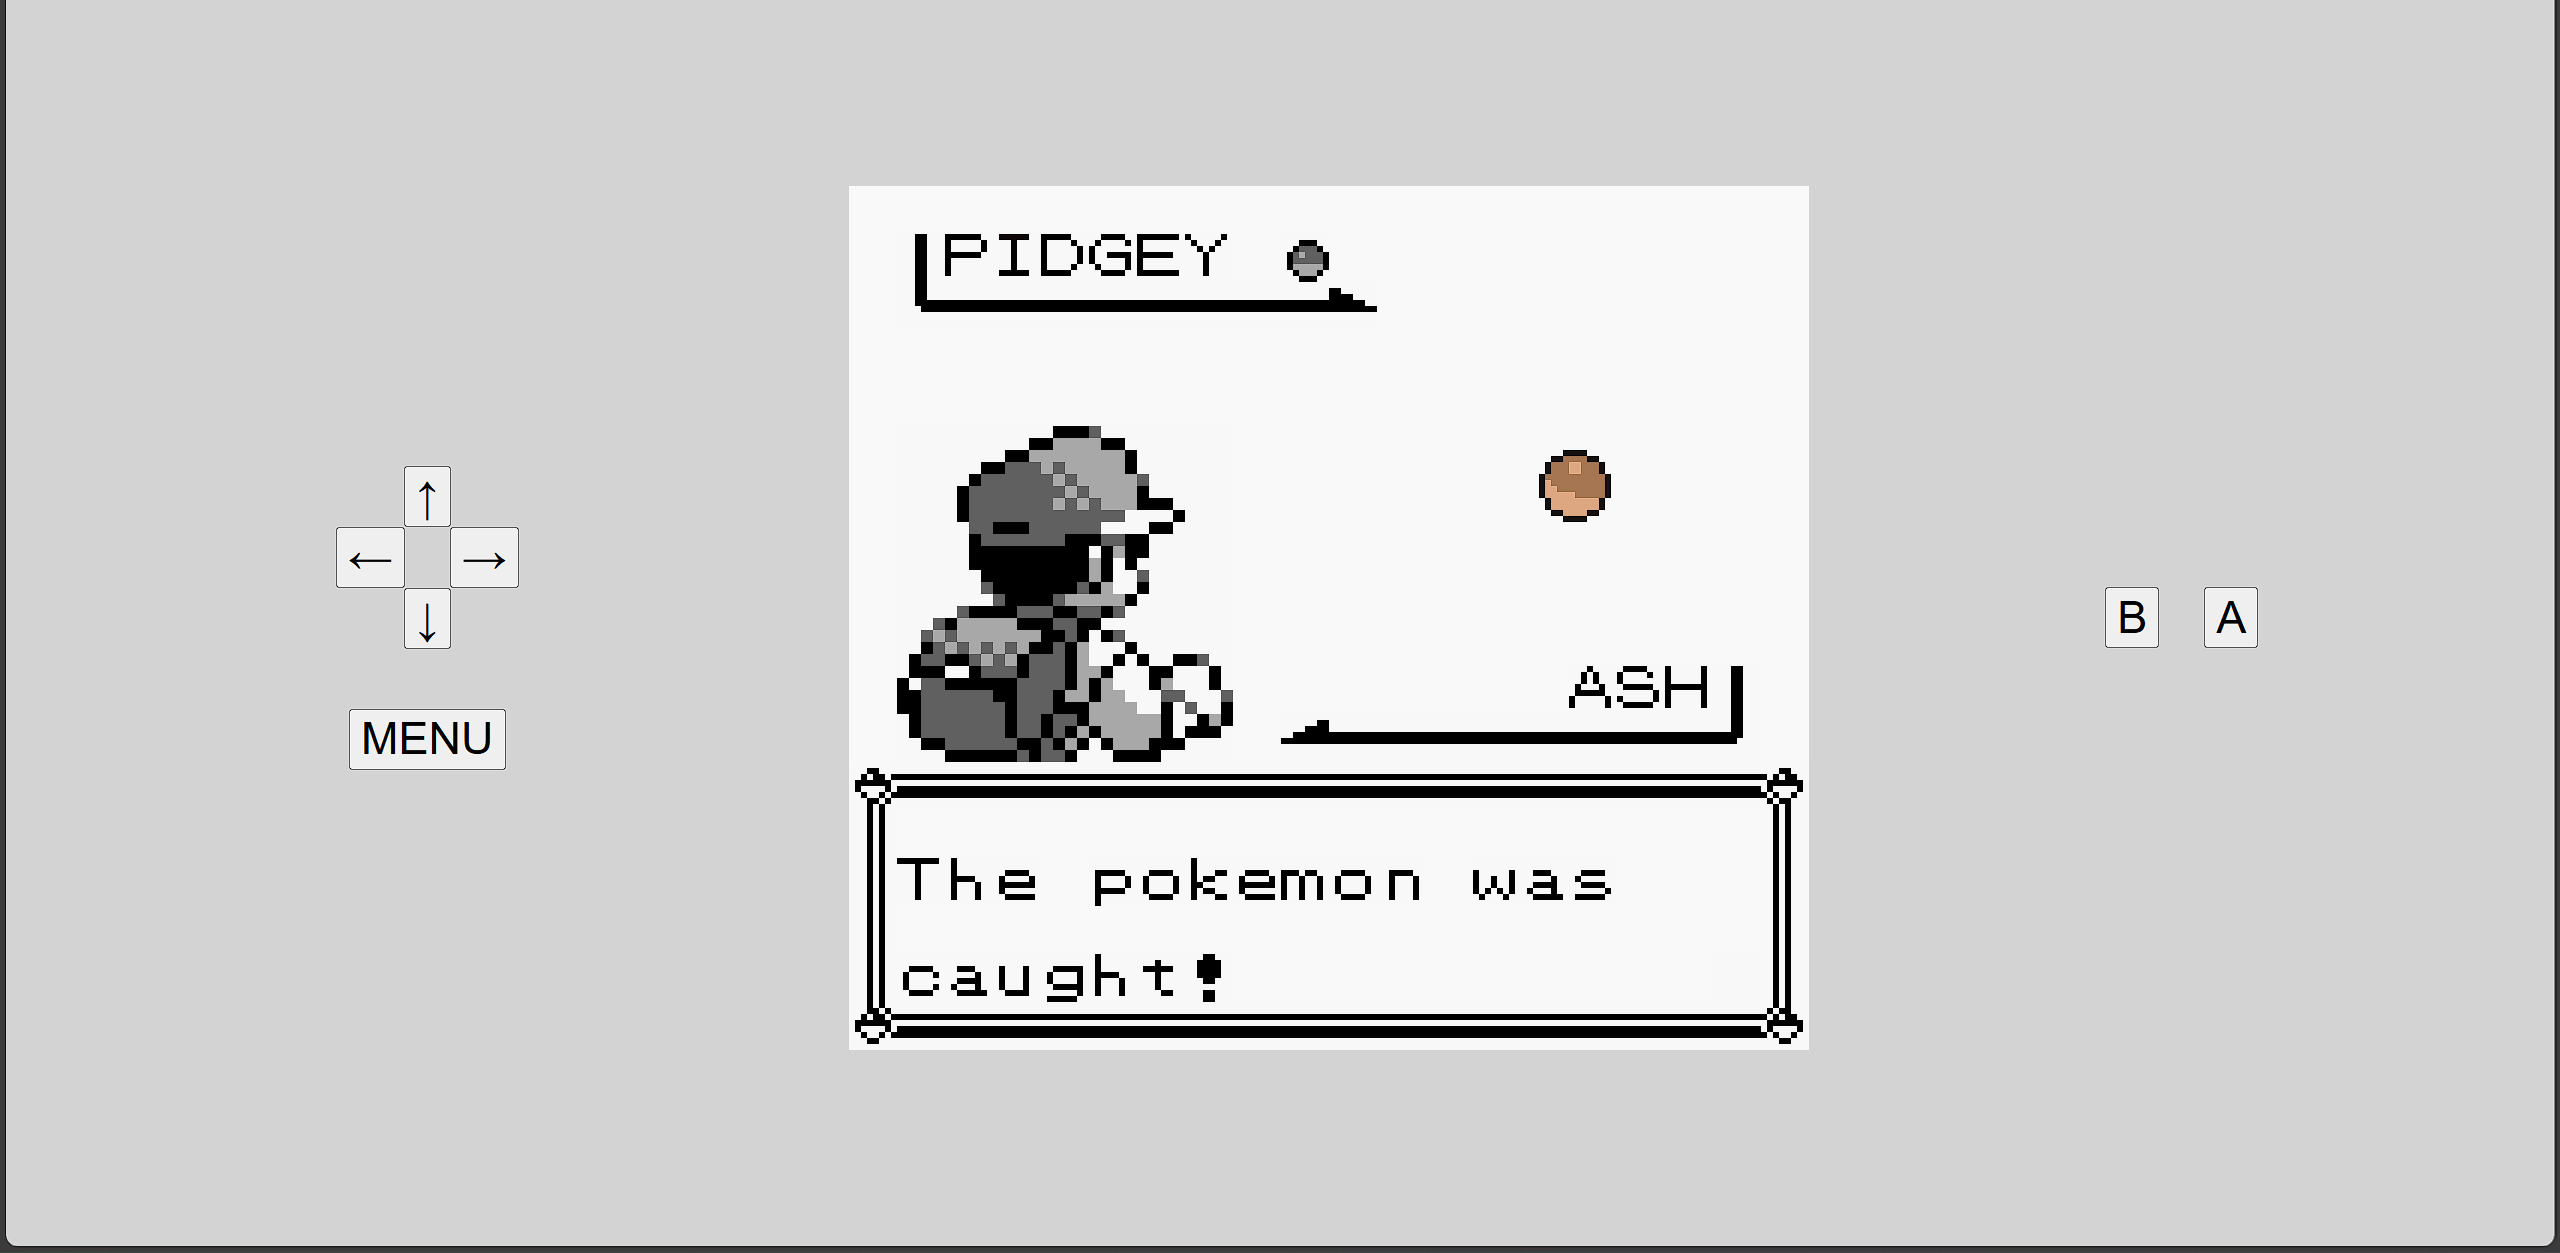 PIDGEY
↑
← →
↓
B A
ASH
MENU
The pokemon was
caught!